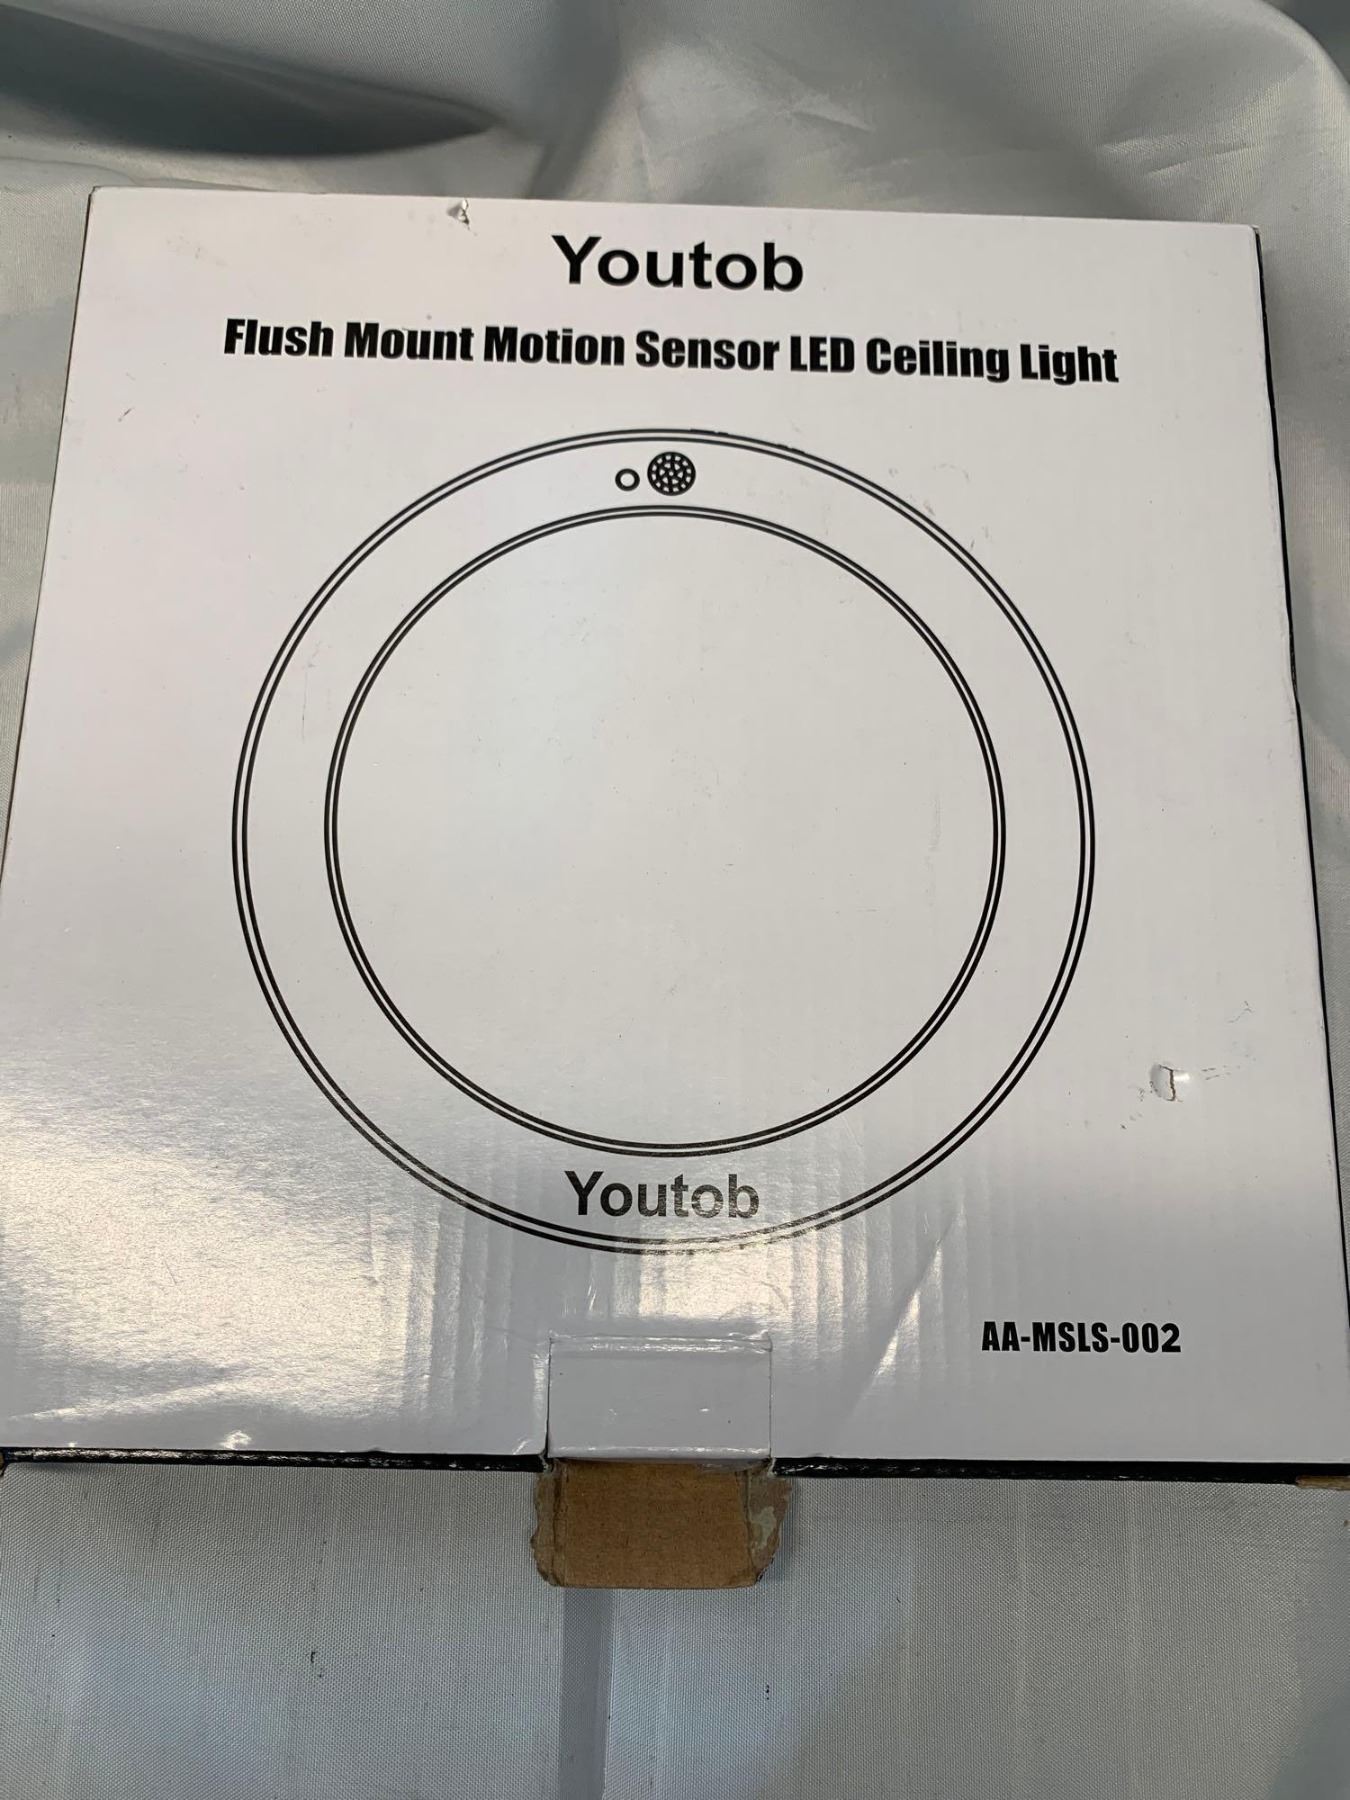 Youtob
Flush Mount Motion Sensor LED Ceiling Light
Youtob
AA-MSLS-002